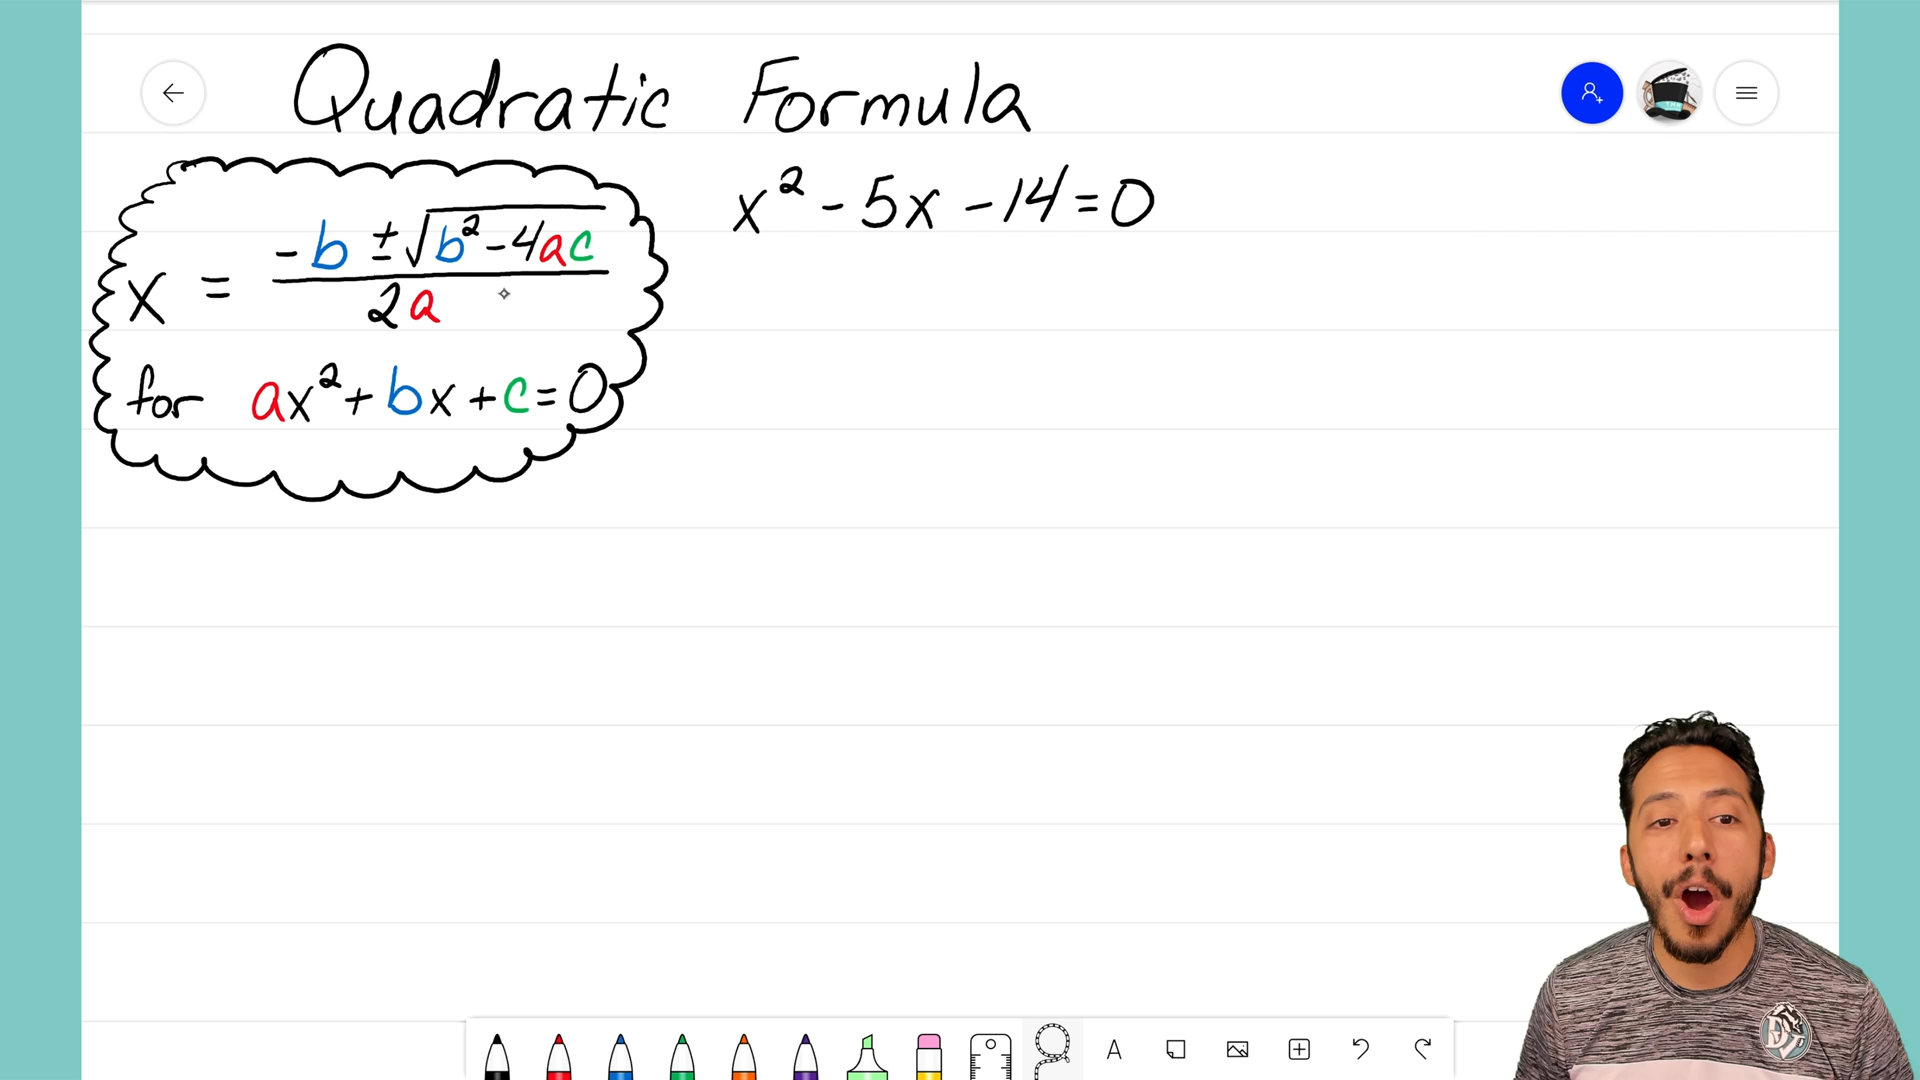 Quadratic Formula
x² - 5x - 14 = 0
x = (-b ± √(b² - 4ac)) / 2a
for ax² + bx + c = 0
A